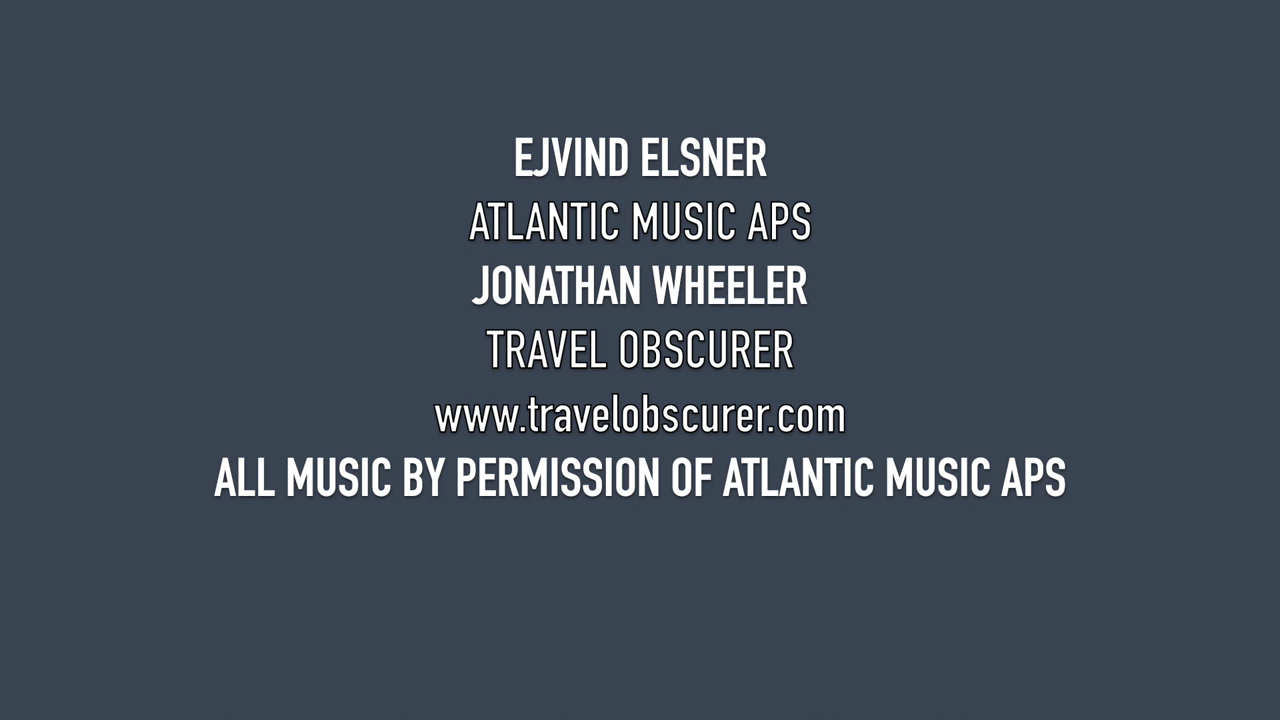 EJVIND ELSNER
ATLANTIC MUSIC APS
JONATHAN WHEELER
TRAVEL OBSCURER
www.travelobscurer.com
ALL MUSIC BY PERMISSION OF ATLANTIC MUSIC APS